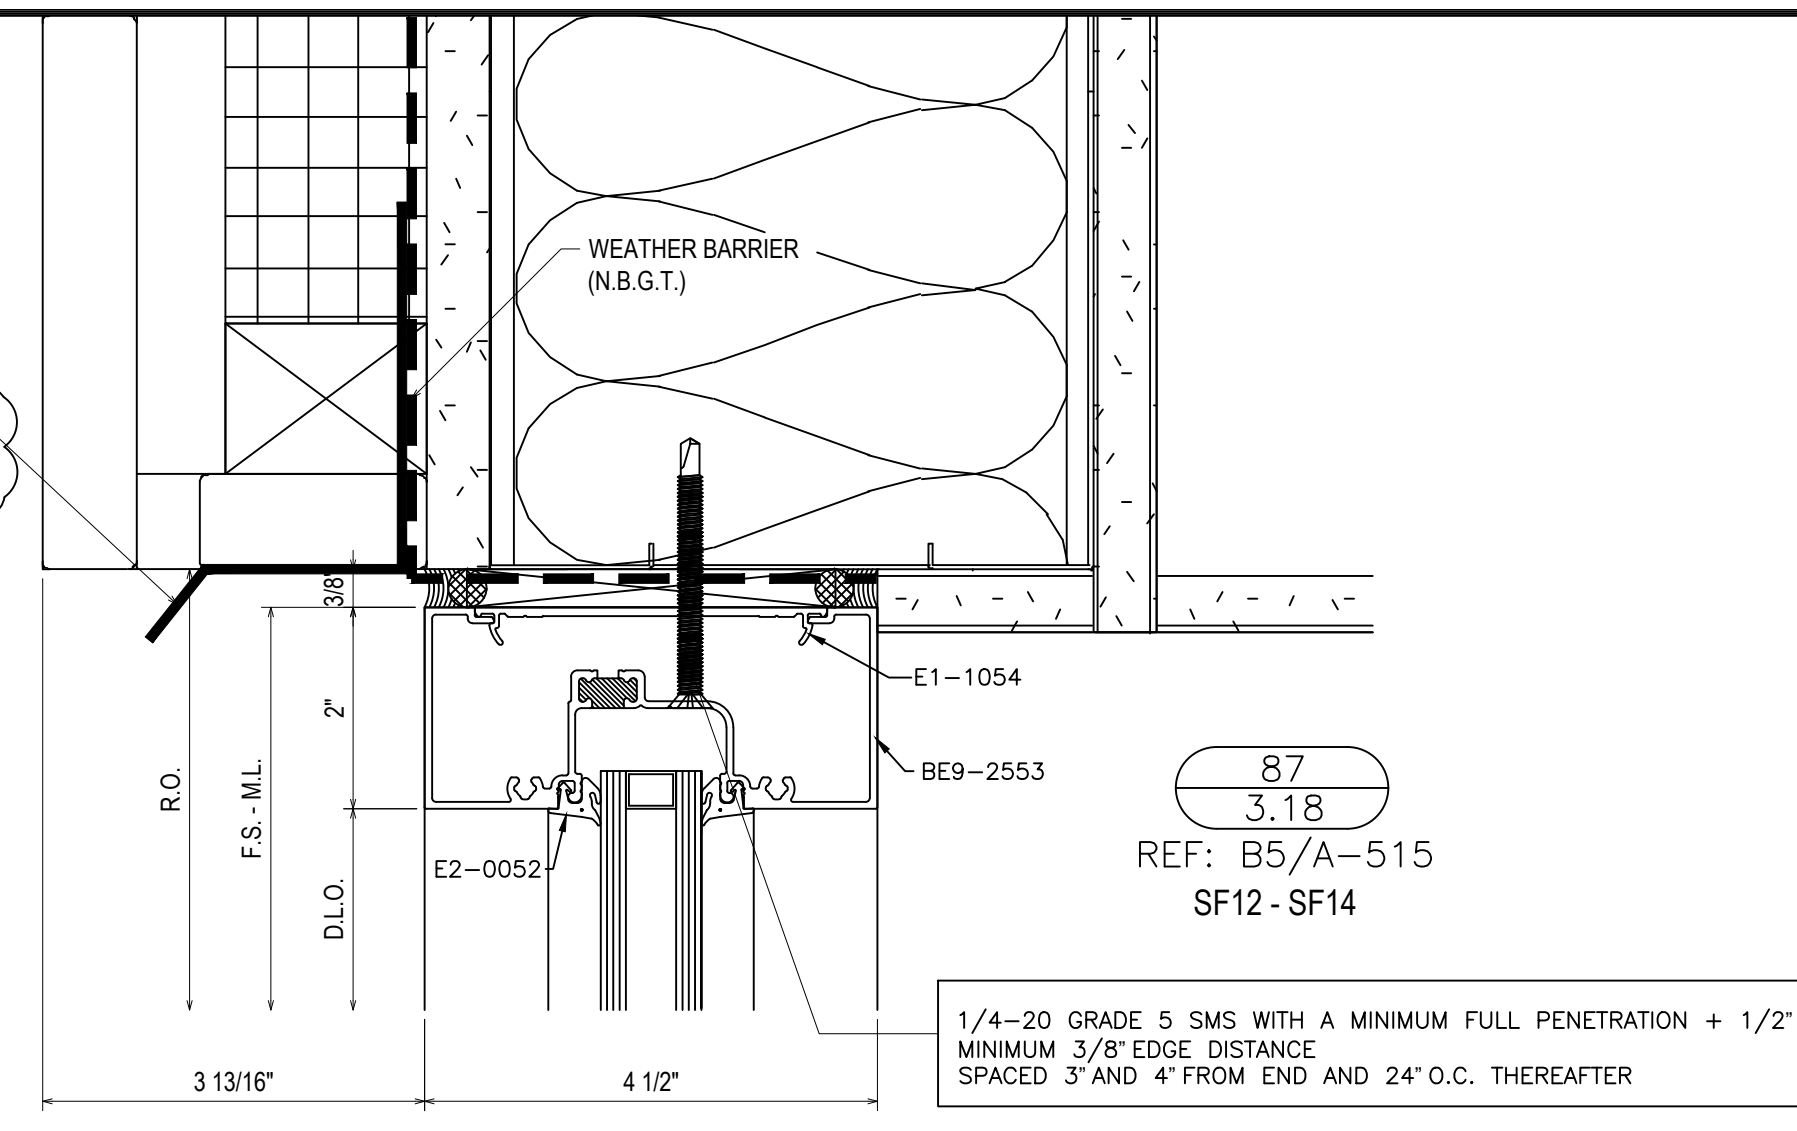 WEATHER BARRIER
(N.B.G.T.)
3/8"
2"
R.O.
F.S. - M.L.
D.L.O.
E1-1054
BE9-2553
E2-0052
87
3.18
REF: B5/A-515
SF12 - SF14
1/4-20 GRADE 5 SMS WITH A MINIMUM FULL PENETRATION + 1/2"
MINIMUM 3/8" EDGE DISTANCE
SPACED 3" AND 4" FROM END AND 24" O.C. THEREAFTER
3 13/16"
4 1/2"